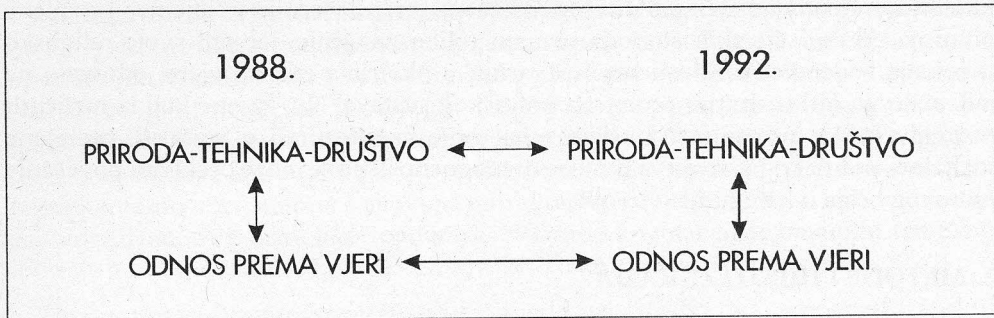 1988. 1992.
PRIRODA-TEHNIKA-DRUŠTVO PRIRODA-TEHNIKA-DRUŠTVO
ODNOS PREMA VJERI ODNOS PREMA VJERI